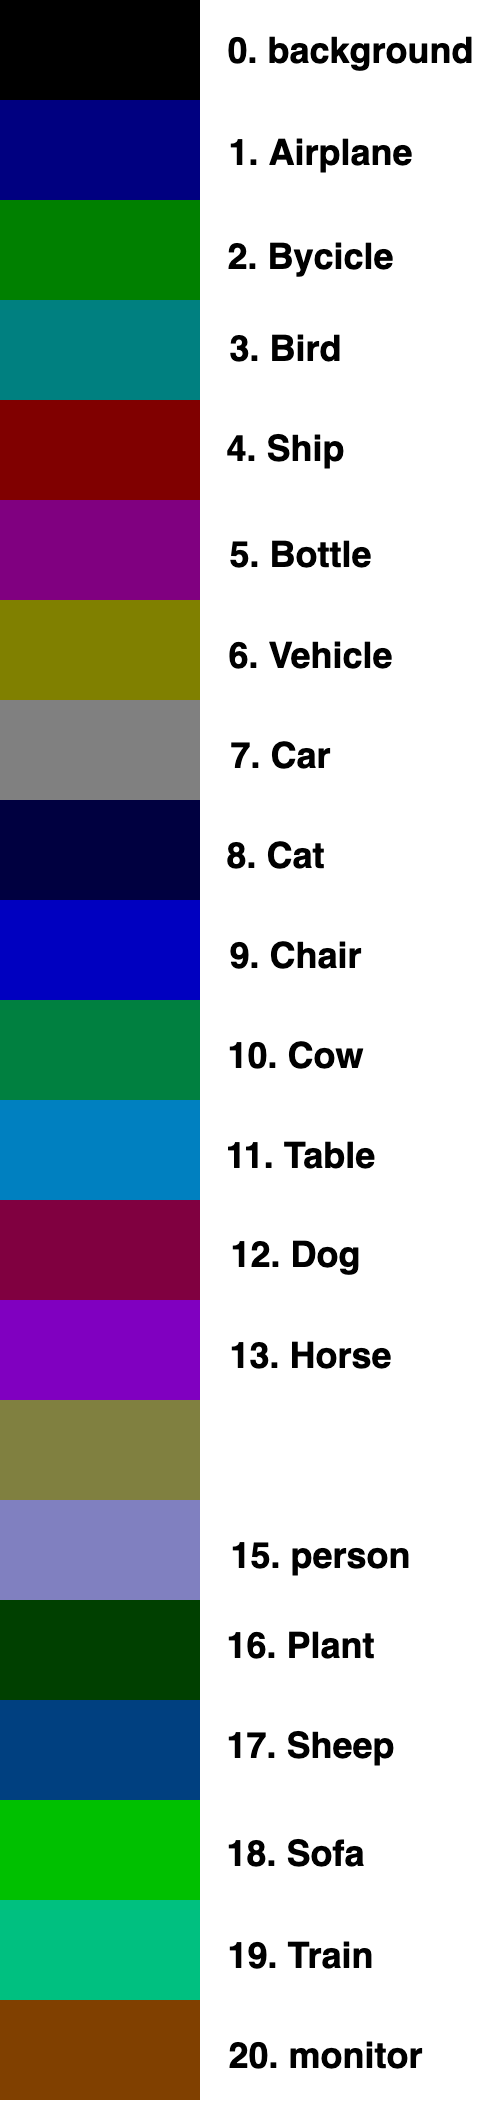 0. background
1. Airplane
2. Bycicle
3. Bird
4. Ship
5. Bottle
6. Vehicle
7. Car
8. Cat
9. Chair
10. Cow
11. Table
12. Dog
13. Horse
15. person
16. Plant
17. Sheep
18. Sofa
19. Train
20. monitor